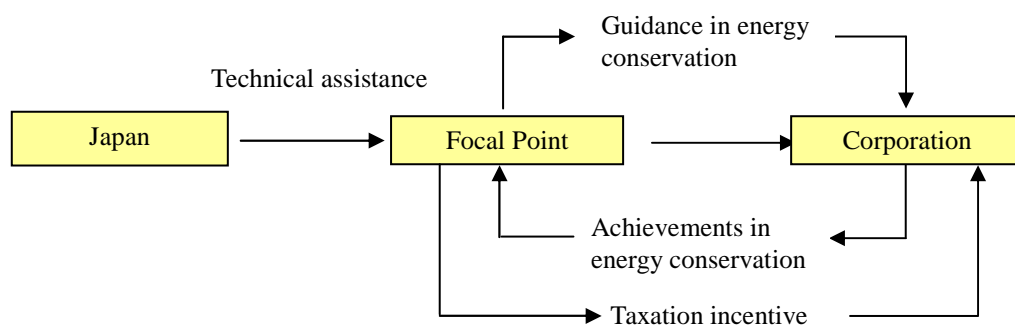 Guidance in energy
conservation
Technical assistance
Japan
Focal Point
Corporation
Achievements in
energy conservation
Taxation incentive